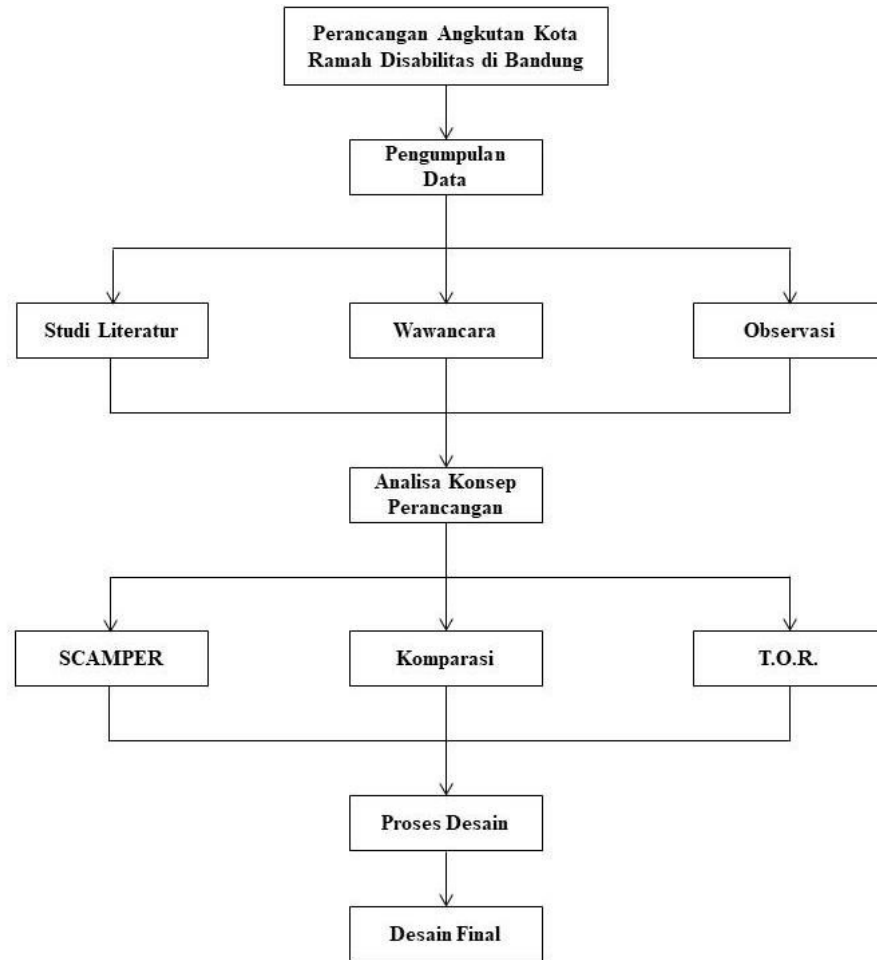 Perancangan Angkutan Kota
Ramah Disabilitas di Bandung
Pengumpulan
Data
Studi Literatur
Wawancara
Observasi
Analisa Konsep
Perancangan
SCAMPER
Komparasi
T.O.R.
Proses Desain
Desain Final